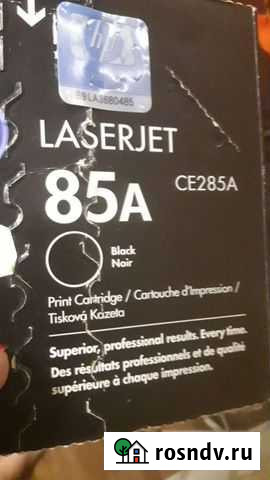 hp
99LA3880485
LASERJET
85A CE285A
Black
Noir
Print Cartridge / Cartouche d'Impression /
Tisková Kazeta
Superior, professional results. Every time.
Des résultats professionnels et de qualité
supérieure à chaque impression.
rosndv.ru